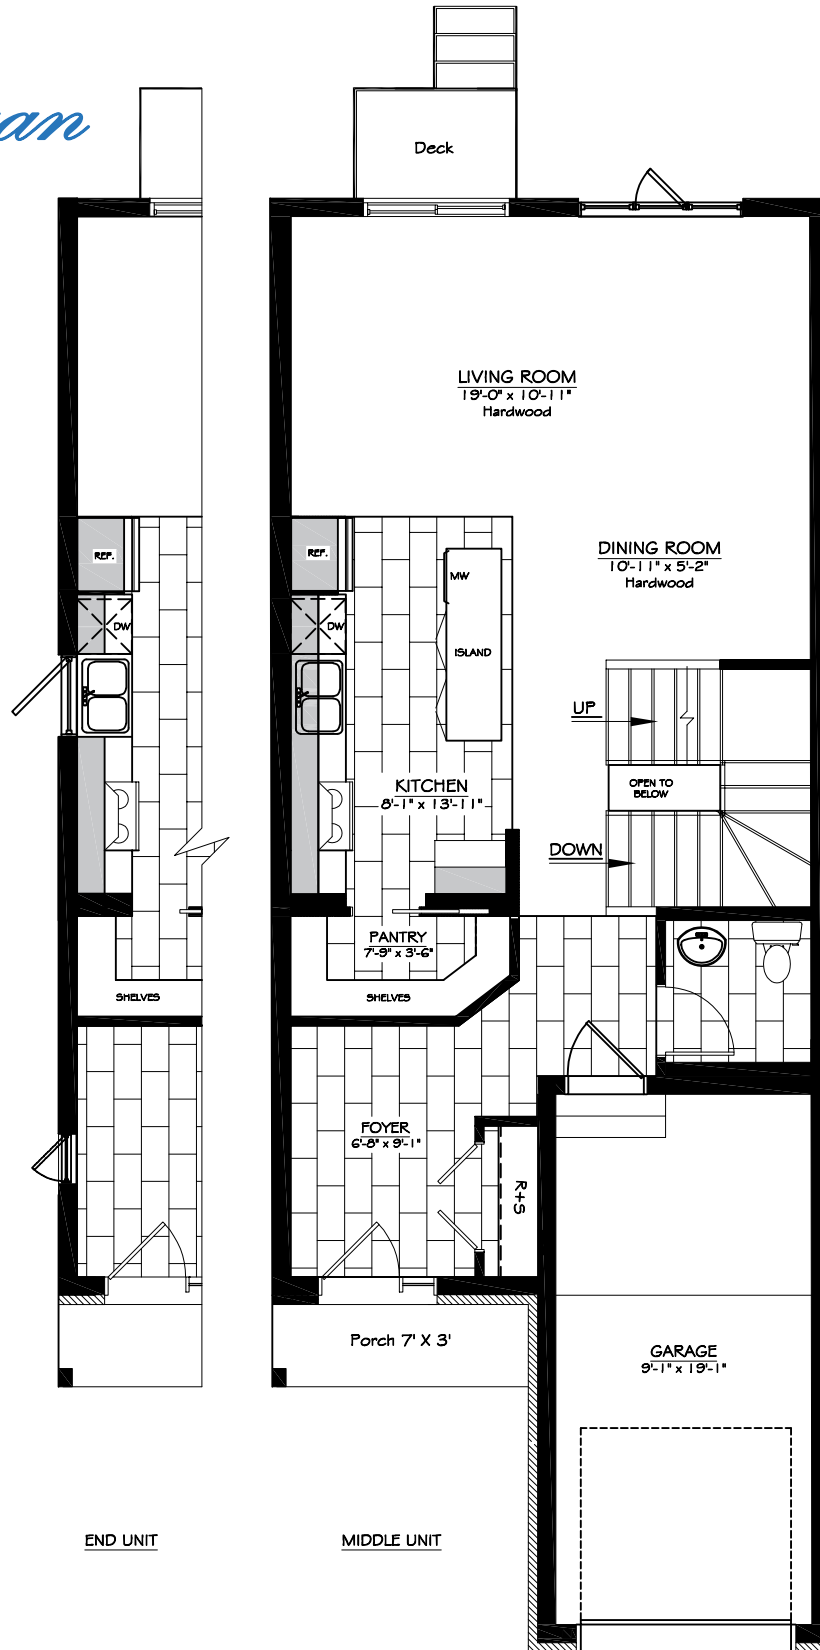 Deck
LIVING ROOM
19'-0" x 10'-11"
Hardwood
DINING ROOM
10'-11" x 5'-2"
Hardwood
REF.
DW
REF.
DW
MW
ISLAND
UP
OPEN TO
BELOW
DOWN
KITCHEN
8'-1" x 13'-11"
PANTRY
7'-9" x 3'-6"
SHELVES
SHELVES
FOYER
6'-8" x 9'-1"
R+S
Porch 7' X 3'
GARAGE
9'-1" x 19'-1"
END UNIT
MIDDLE UNIT